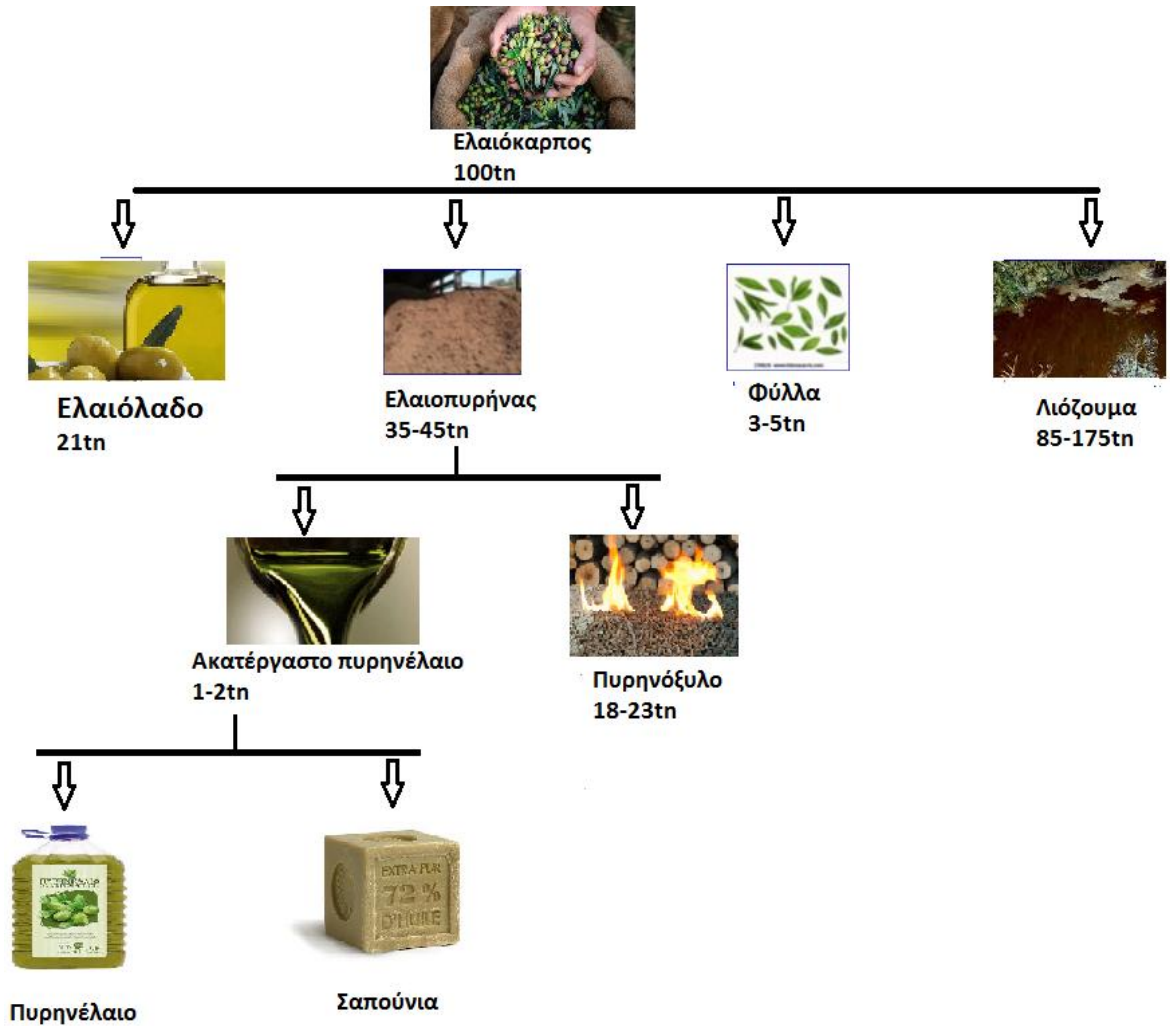 Ελαιόκαρπος
100tn
Ελαιόλαδο
21tn
Ελαιοπυρήνας
35-45tn
Φύλλα
3-5tn
Λιόζουμα
85-175tn
Ακατέργαστο πυρηνέλαιο
1-2tn
Πυρηνόξυλο
18-23tn
EXTRA PUR
72 %
D'HUILE
Πυρηνέλαιο
Σαπούνια